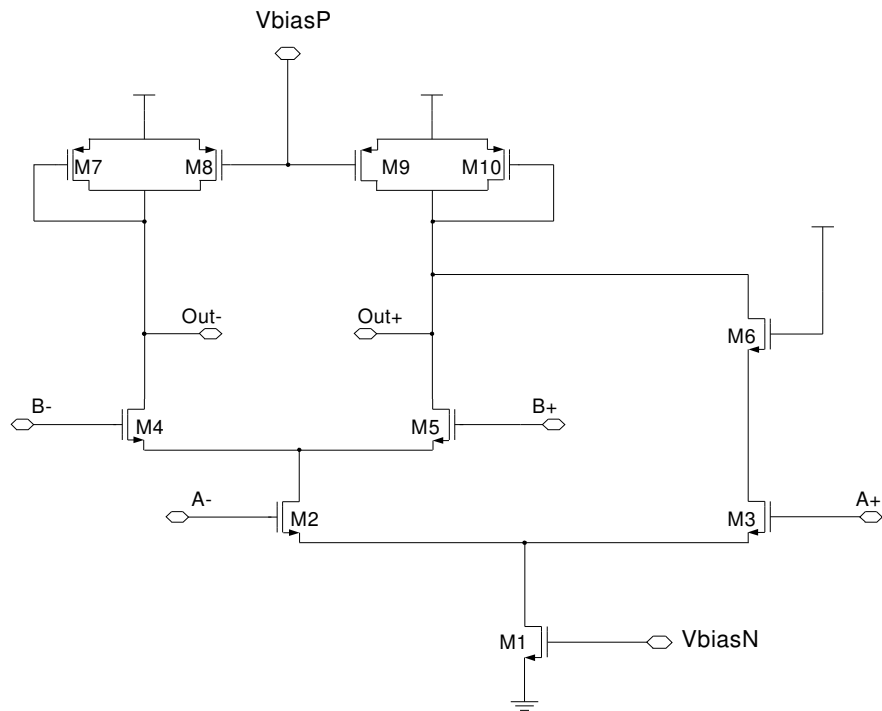 VbiasP
M7
M8
M9
M10
Out-
Out+
M6
B-
M4
M5
B+
A-
M2
M3
A+
M1
VbiasN